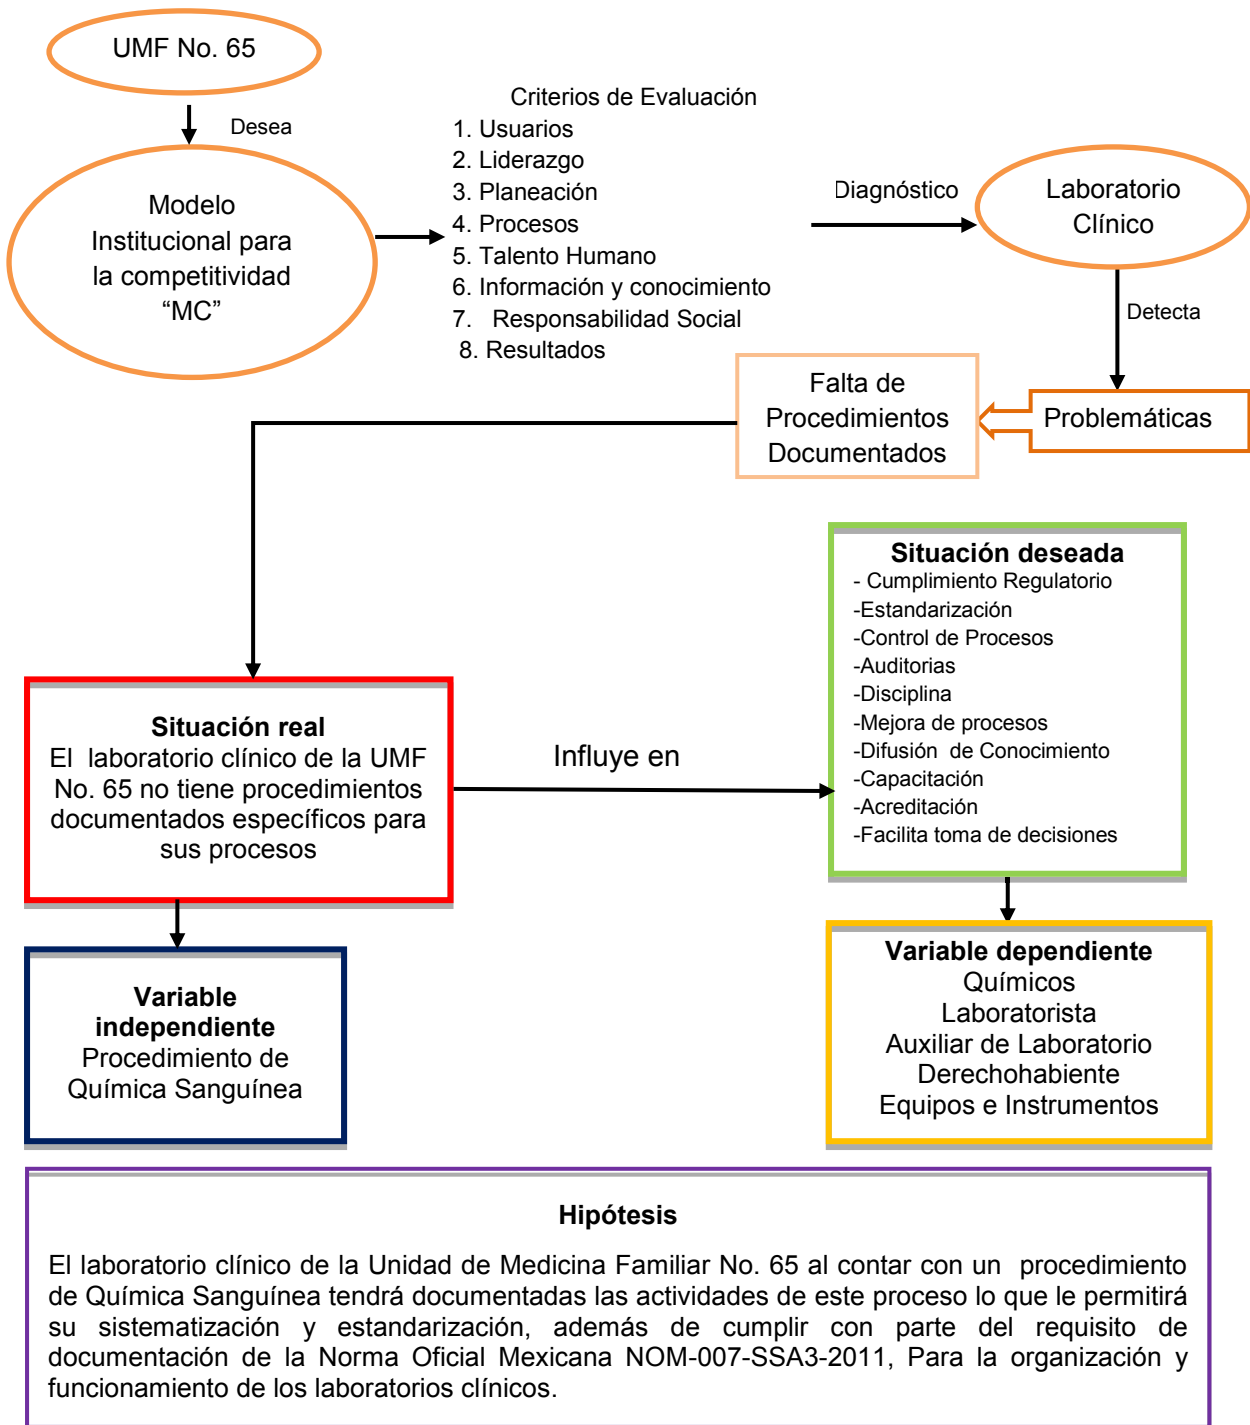 UMF No. 65
Desea
Modelo
Institucional para
la competitividad
“MC”
Criterios de Evaluación
1. Usuarios
2. Liderazgo
3. Planeación
4. Procesos
5. Talento Humano
6. Información y conocimiento
7. Responsabilidad Social
8. Resultados
Diagnóstico
Laboratorio
Clínico
Detecta
Problemáticas
Falta de
Procedimientos
Documentados
Situación real
El laboratorio clínico de la UMF
No. 65 no tiene procedimientos
documentados específicos para
sus procesos
Influye en
Situación deseada
- Cumplimiento Regulatorio
-Estandarización
-Control de Procesos
-Auditorias
-Disciplina
-Mejora de procesos
-Difusión de Conocimiento
-Capacitación
-Acreditación
-Facilita toma de decisiones
Variable
independiente
Procedimiento de
Química Sanguínea
Variable dependiente
Químicos
Laboratorista
Auxiliar de Laboratorio
Derechohabiente
Equipos e Instrumentos
Hipótesis
El laboratorio clínico de la Unidad de Medicina Familiar No. 65 al contar con un procedimiento
de Química Sanguínea tendrá documentadas las actividades de este proceso lo que le permitirá
su sistematización y estandarización, además de cumplir con parte del requisito de
documentación de la Norma Oficial Mexicana NOM-007-SSA3-2011, Para la organización y
funcionamiento de los laboratorios clínicos.